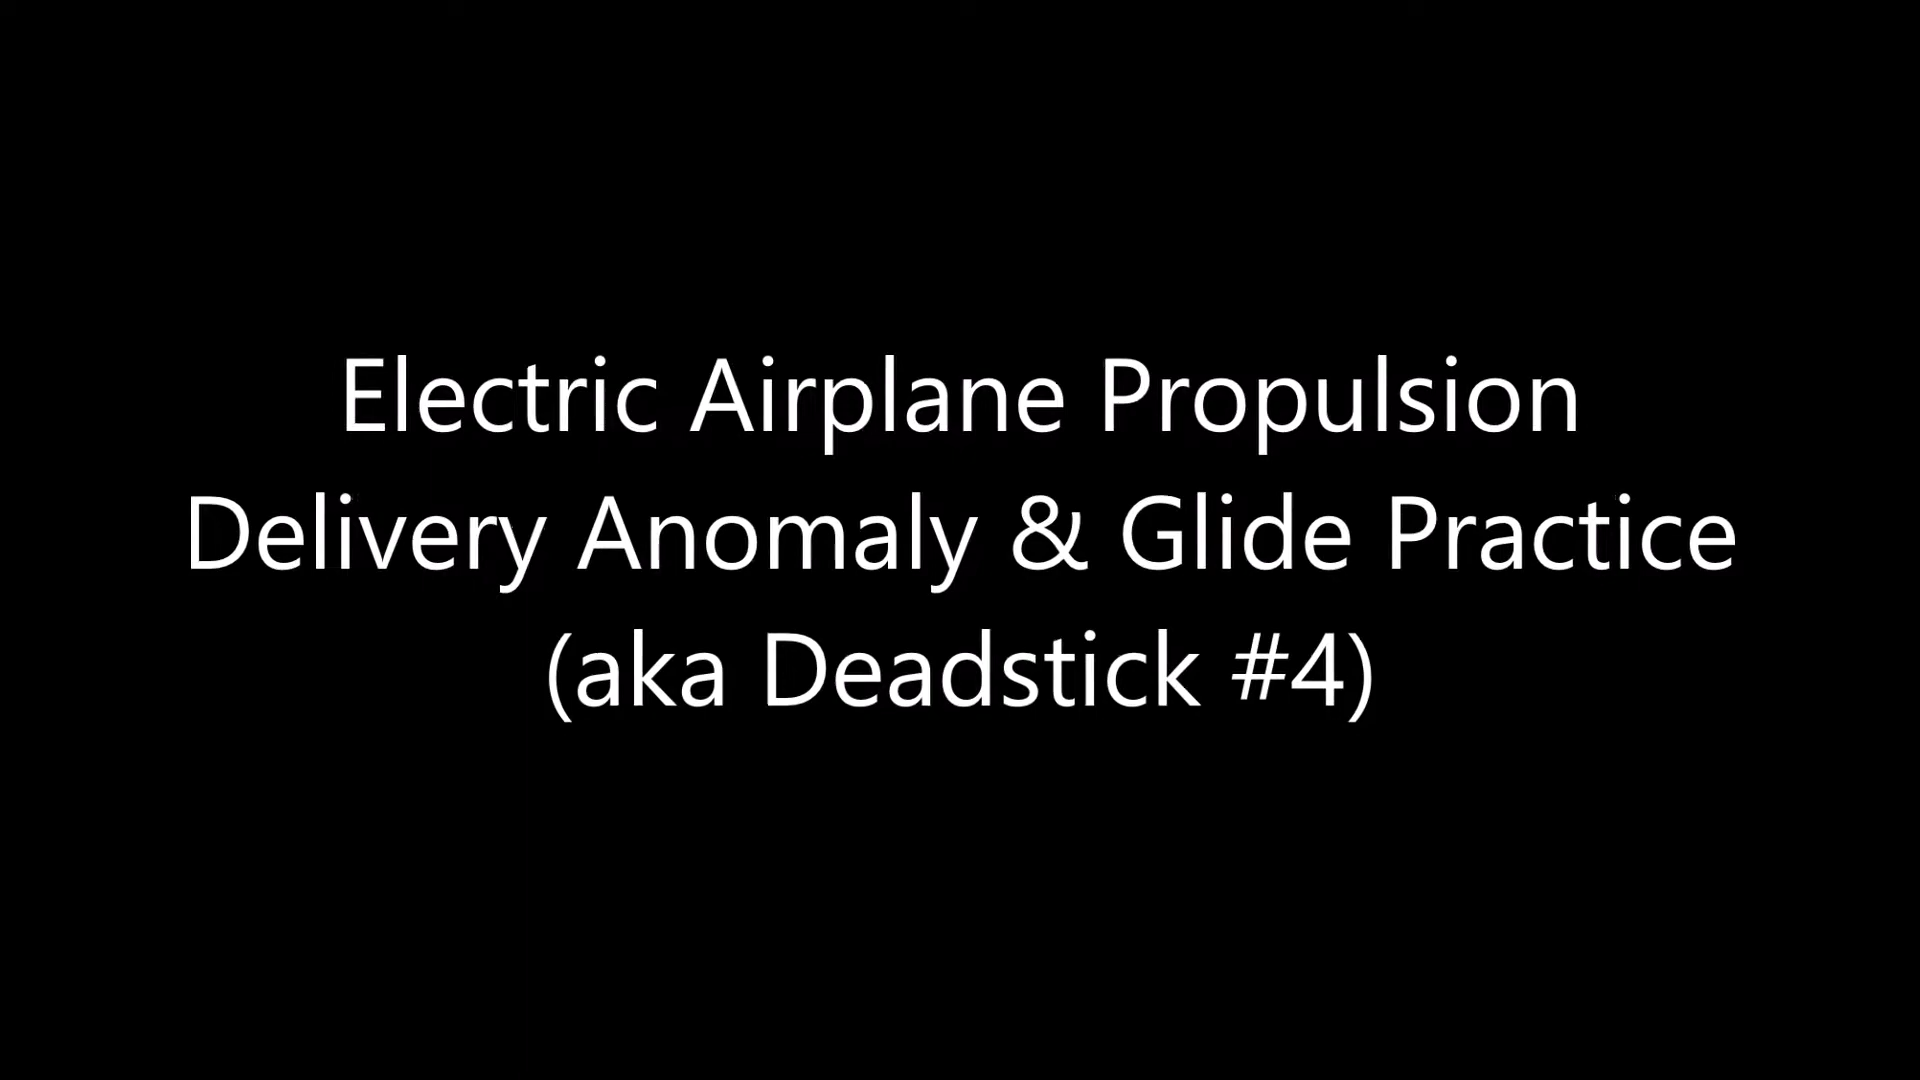 Electric Airplane Propulsion
Delivery Anomaly & Glide Practice
(aka Deadstick #4)